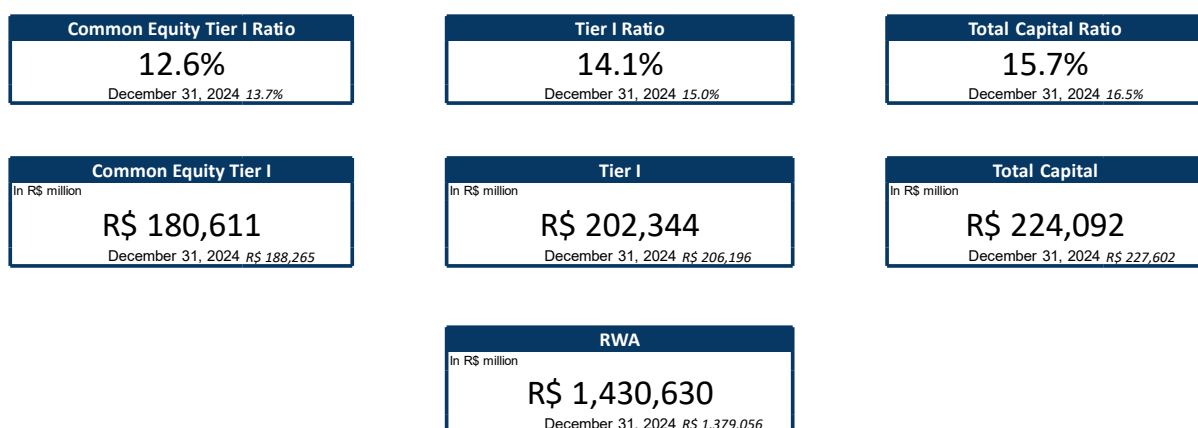 Common Equity Tier I Ratio
12.6%
December 31, 2024 13.7%
Tier I Ratio
14.1%
December 31, 2024 15.0%
Total Capital Ratio
15.7%
December 31, 2024 16.5%
Common Equity Tier I
In R$ million
R$ 180,611
December 31, 2024 R$ 188,265
Tier I
In R$ million
R$ 202,344
December 31, 2024 R$ 206,196
Total Capital
In R$ million
R$ 224,092
December 31, 2024 R$ 227,602
RWA
In R$ million
R$ 1,430,630
December 31, 2024 R$ 1,379,056